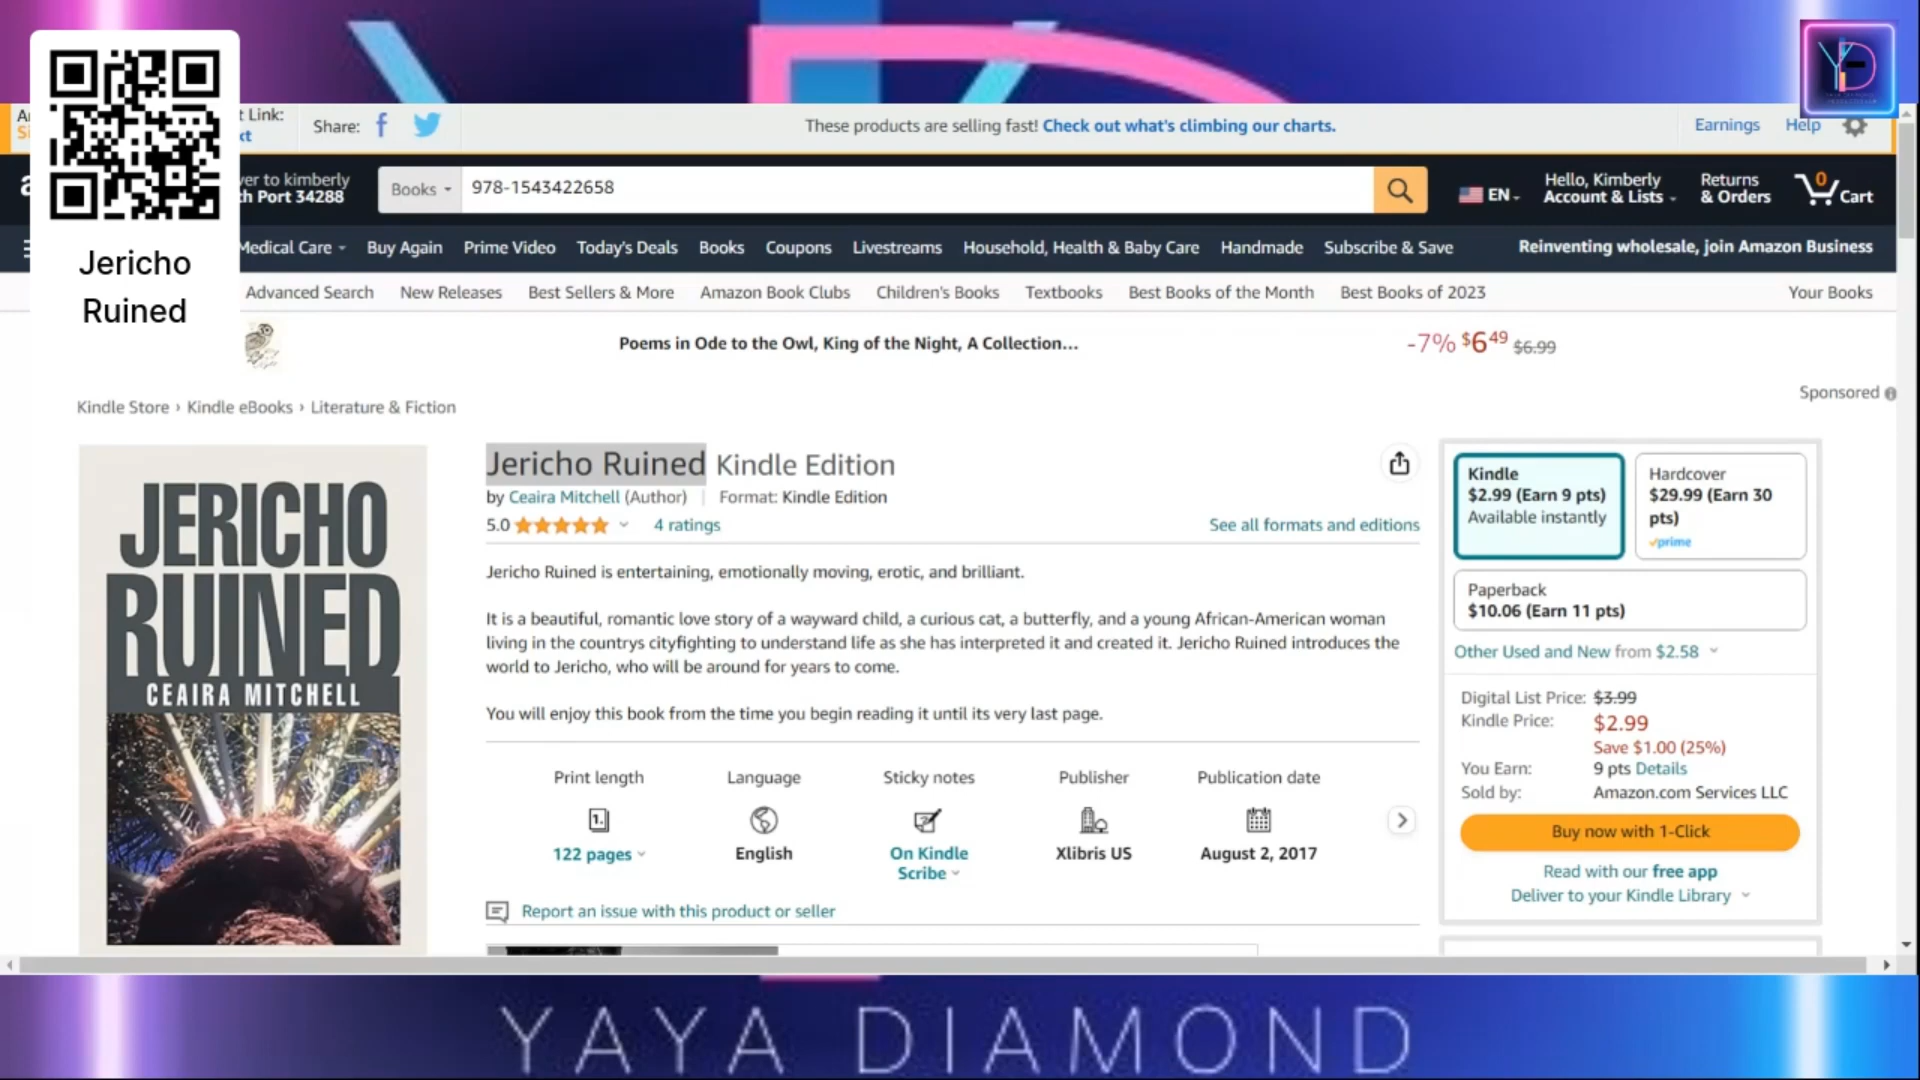 Jericho
Ruined
t Link:
xt
Share:
These products are selling fast! Check out what's climbing our charts.
Earnings
Help
ver to kimberly
th Port 34288
Books
978-1543422658
EN
Hello, Kimberly
Account & Lists
Returns
& Orders
0
Cart
Medical Care
Buy Again
Prime Video
Today's Deals
Books
Coupons
Livestreams
Household, Health & Baby Care
Handmade
Subscribe & Save
Reinventing wholesale, join Amazon Business
Advanced Search
New Releases
Best Sellers & More
Amazon Book Clubs
Children's Books
Textbooks
Best Books of the Month
Best Books of 2023
Your Books
Poems in Ode to the Owl, King of the Night, A Collection...
-7% $6.49 $6.99
Sponsored
Kindle Store › Kindle eBooks › Literature & Fiction
JERICHO
RUINED
CEAIRA MITCHELL
Jericho Ruined Kindle Edition
by Ceaira Mitchell (Author) | Format: Kindle Edition
5.0
4 ratings
See all formats and editions
Jericho Ruined is entertaining, emotionally moving, erotic, and brilliant.
It is a beautiful, romantic love story of a wayward child, a curious cat, a butterfly, and a young African-American woman
living in the countrys cityfighting to understand life as she has interpreted it and created it. Jericho Ruined introduces the
world to Jericho, who will be around for years to come.
You will enjoy this book from the time you begin reading it until its very last page.
Print length
122 pages
Language
English
Sticky notes
On Kindle
Scribe
Publisher
Xlibris US
Publication date
August 2, 2017
Report an issue with this product or seller
Kindle
$2.99 (Earn 9 pts)
Available instantly
Hardcover
$29.99 (Earn 30
pts)
prime
Paperback
$10.06 (Earn 11 pts)
Other Used and New from $2.58
Digital List Price: $3.99
Kindle Price: $2.99
Save $1.00 (25%)
You Earn: 9 pts Details
Sold by: Amazon.com Services LLC
Buy now with 1-Click
Read with our free app
Deliver to your Kindle Library
YAYA DIAMOND